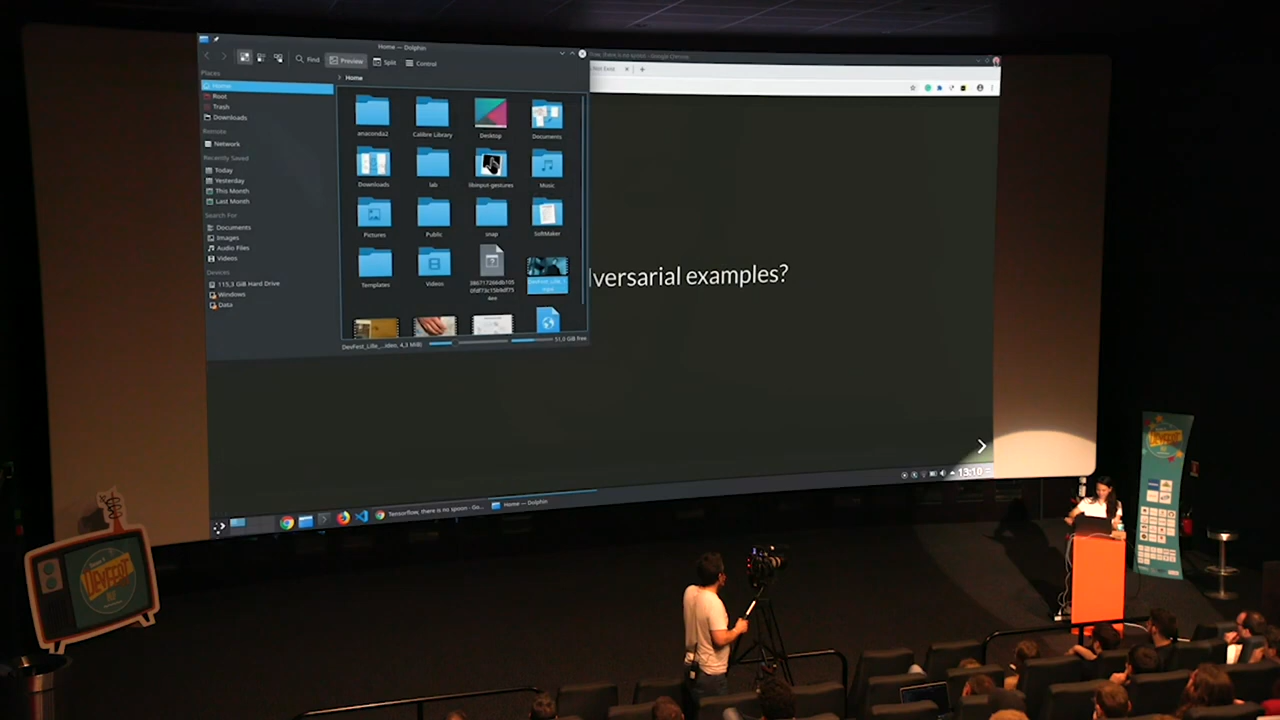 Home — Dolphin
Find
Preview
Split
Control
Places
Home
Home
Root
Trash
Downloads
Remote
Network
Recently Saved
Today
Yesterday
This Month
Last Month
Search For
Documents
Images
Audio Files
Videos
Devices
115,3 GiB Hard Drive
Windows
Data
anaconda2
Calibre Library
Desktop
Documents
Downloads
lab
libinput-gestures
Music
Pictures
Public
snap
SoftMaker
Templates
Videos
51,0 GiB free
lversarial examples?
13:10
Tensorflow, there is no spoon - Go...
Home — Dolphin
DevFest